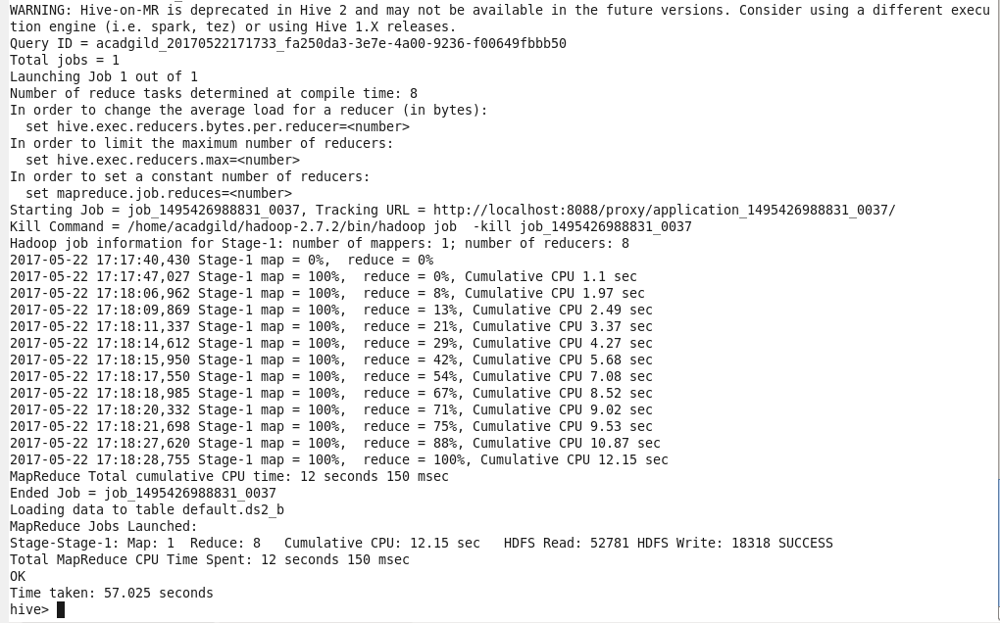 WARNING: Hive-on-MR is deprecated in Hive 2 and may not be available in the future versions. Consider using a different execu
tion engine (i.e. spark, tez) or using Hive 1.X releases.
Query ID = acadgild_20170522171733_fa250da3-3e7e-4a00-9236-f00649fbbb50
Total jobs = 1
Launching Job 1 out of 1
Number of reduce tasks determined at compile time: 8
In order to change the average load for a reducer (in bytes):
  set hive.exec.reducers.bytes.per.reducer=<number>
In order to limit the maximum number of reducers:
  set hive.exec.reducers.max=<number>
In order to set a constant number of reducers:
  set mapreduce.job.reduces=<number>
Starting Job = job_1495426988831_0037, Tracking URL = http://localhost:8088/proxy/application_1495426988831_0037/
Kill Command = /home/acadgild/hadoop-2.7.2/bin/hadoop job  -kill job_1495426988831_0037
Hadoop job information for Stage-1: number of mappers: 1; number of reducers: 8
2017-05-22 17:17:40,430 Stage-1 map = 0%,  reduce = 0%
2017-05-22 17:17:47,027 Stage-1 map = 100%,  reduce = 0%, Cumulative CPU 1.1 sec
2017-05-22 17:18:06,962 Stage-1 map = 100%,  reduce = 8%, Cumulative CPU 1.97 sec
2017-05-22 17:18:09,869 Stage-1 map = 100%,  reduce = 13%, Cumulative CPU 2.49 sec
2017-05-22 17:18:11,337 Stage-1 map = 100%,  reduce = 21%, Cumulative CPU 3.37 sec
2017-05-22 17:18:14,612 Stage-1 map = 100%,  reduce = 29%, Cumulative CPU 4.27 sec
2017-05-22 17:18:15,950 Stage-1 map = 100%,  reduce = 42%, Cumulative CPU 5.68 sec
2017-05-22 17:18:17,550 Stage-1 map = 100%,  reduce = 54%, Cumulative CPU 7.08 sec
2017-05-22 17:18:18,985 Stage-1 map = 100%,  reduce = 67%, Cumulative CPU 8.52 sec
2017-05-22 17:18:20,332 Stage-1 map = 100%,  reduce = 71%, Cumulative CPU 9.02 sec
2017-05-22 17:18:21,698 Stage-1 map = 100%,  reduce = 75%, Cumulative CPU 9.53 sec
2017-05-22 17:18:27,620 Stage-1 map = 100%,  reduce = 88%, Cumulative CPU 10.87 sec
2017-05-22 17:18:28,755 Stage-1 map = 100%,  reduce = 100%, Cumulative CPU 12.15 sec
MapReduce Total cumulative CPU time: 12 seconds 150 msec
Ended Job = job_1495426988831_0037
Loading data to table default.ds2_b
MapReduce Jobs Launched:
Stage-Stage-1: Map: 1  Reduce: 8   Cumulative CPU: 12.15 sec   HDFS Read: 52781 HDFS Write: 18318 SUCCESS
Total MapReduce CPU Time Spent: 12 seconds 150 msec
OK
Time taken: 57.025 seconds
hive>